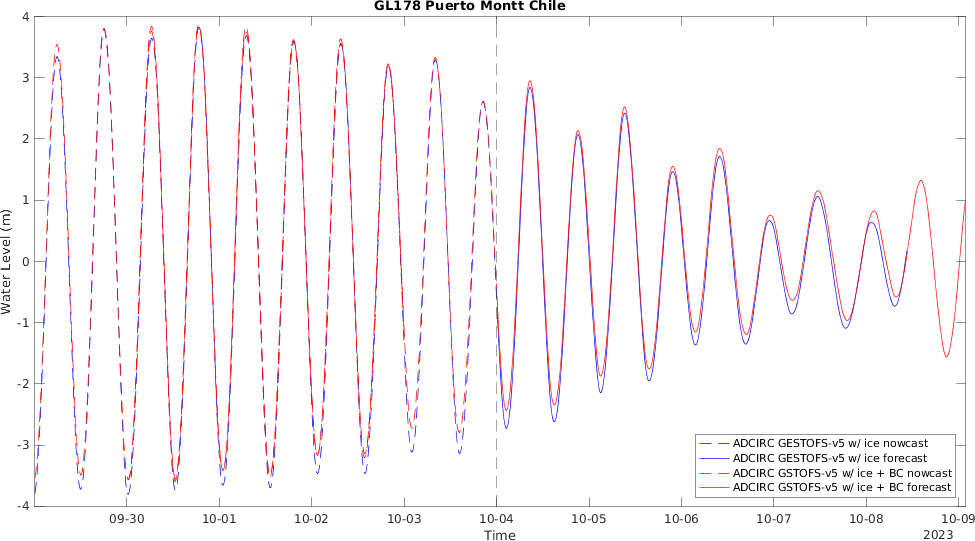 GL178 Puerto Montt Chile
4
3
2
1
0
-1
-2
-3
-4
Water Level (m)
09-30
10-01
10-02
10-03
10-04
10-05
10-06
10-07
10-08
10-09
Time
2023
ADCIRC GESTOFS-v5 w/ ice nowcast
ADCIRC GESTOFS-v5 w/ ice forecast
ADCIRC GSTOFS-v5 w/ ice + BC nowcast
ADCIRC GSTOFS-v5 w/ ice + BC forecast